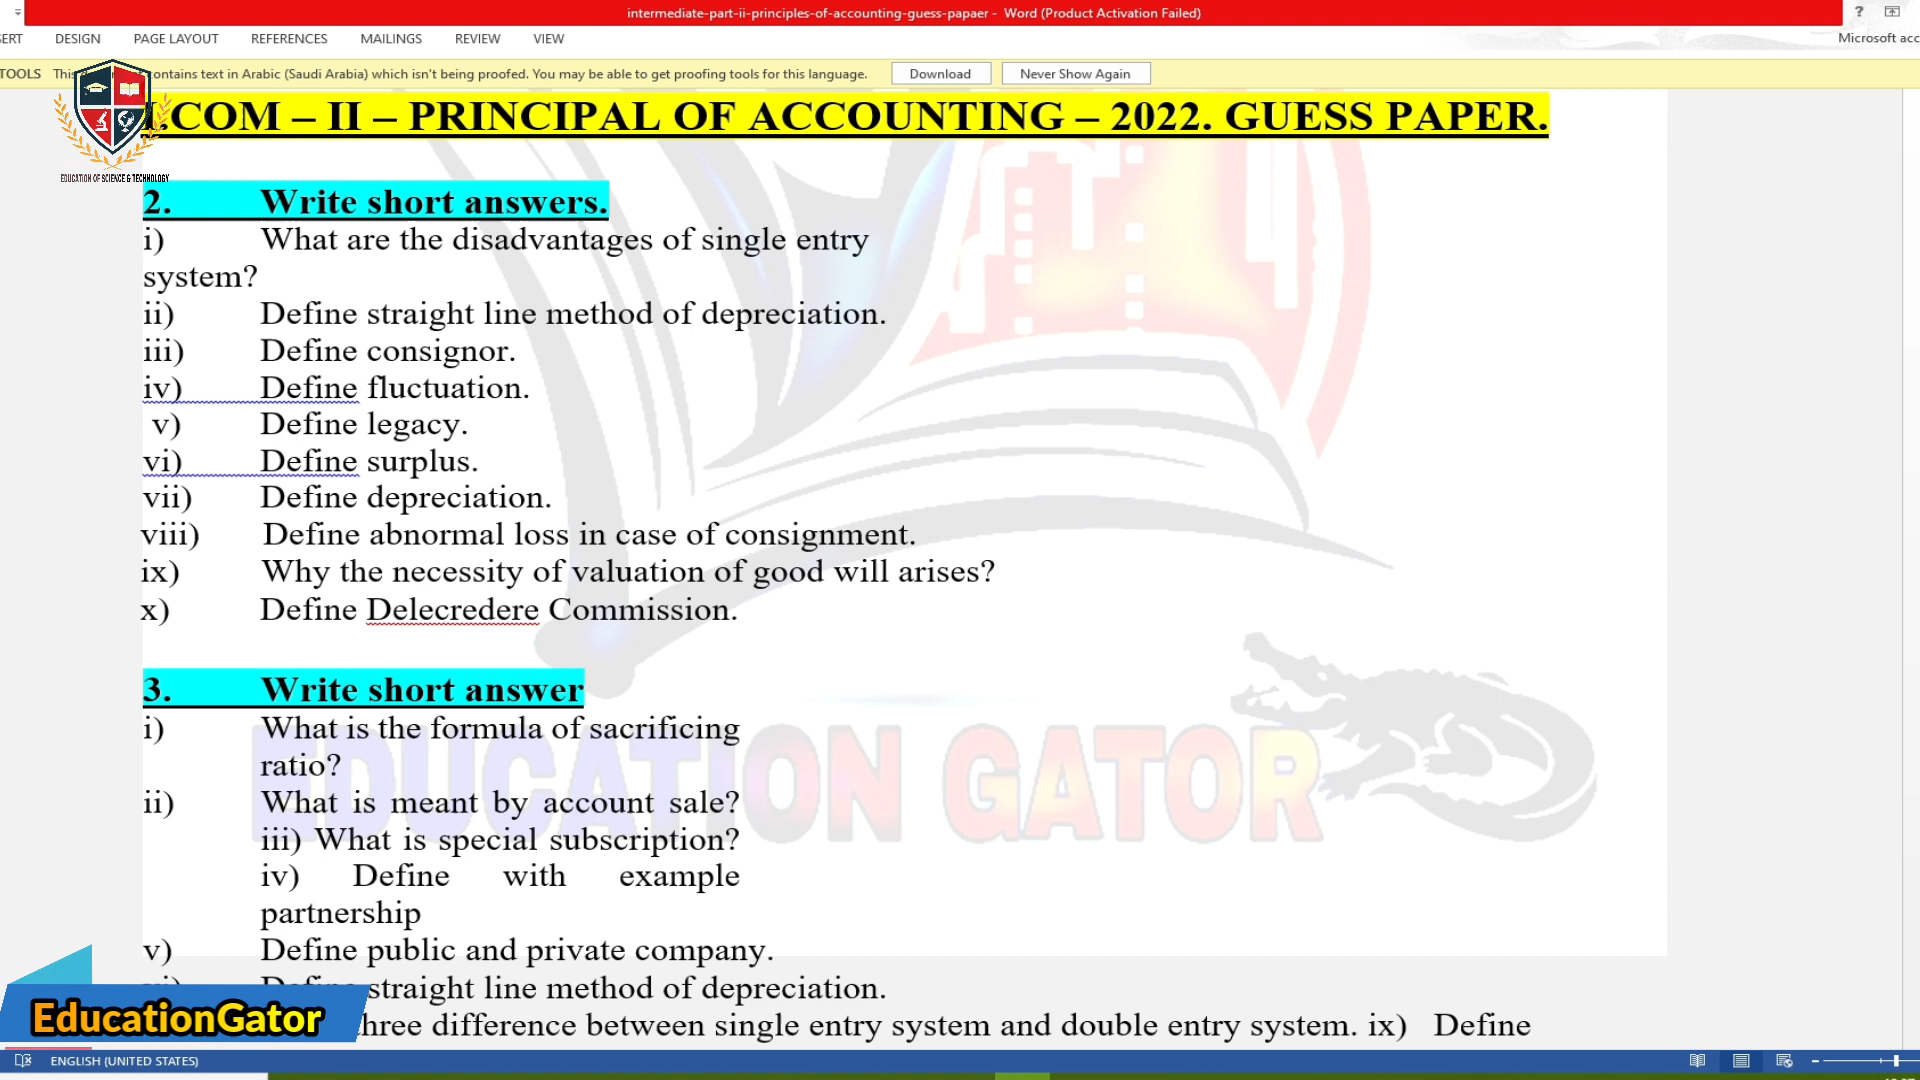 intermediate-part-ii-principles-of-accounting-guess-papaer - Word (Product Activation Failed)
?
ERT DESIGN PAGE LAYOUT REFERENCES MAILINGS REVIEW VIEW
Microsoft acc
TOOLS This contains text in Arabic (Saudi Arabia) which isn't being proofed. You may be able to get proofing tools for this language. Download Never Show Again
I.COM – II – PRINCIPAL OF ACCOUNTING – 2022. GUESS PAPER.
EDUCATION OF SCIENCE & TECHNOLOGY
2. Write short answers.
i) What are the disadvantages of single entry
system?
ii) Define straight line method of depreciation.
iii) Define consignor.
iv) Define fluctuation.
v) Define legacy.
vi) Define surplus.
vii) Define depreciation.
viii) Define abnormal loss in case of consignment.
ix) Why the necessity of valuation of good will arises?
x) Define Delecredere Commission.
3. Write short answer
i) What is the formula of sacrificing
ratio?
ii) What is meant by account sale?
iii) What is special subscription?
iv) Define with example
partnership
v) Define public and private company.
straight line method of depreciation.
three difference between single entry system and double entry system. ix) Define
EDUCATION GATOR
EducationGator
ENGLISH (UNITED STATES)